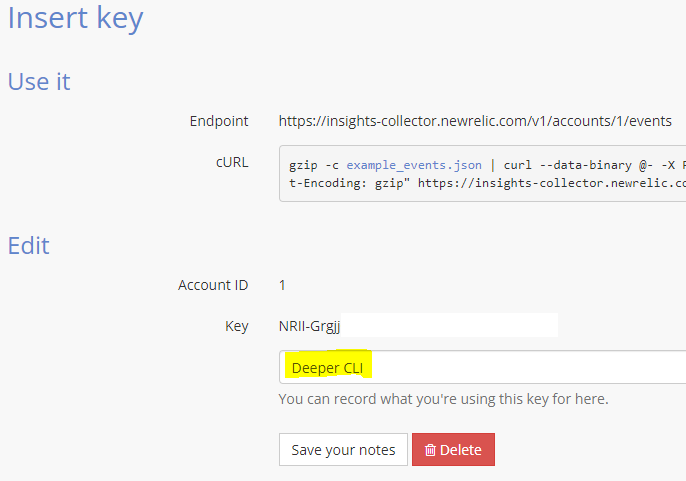 Insert key
Use it
Endpoint https://insights-collector.newrelic.com/v1/accounts/1/events
cURL gzip -c example_events.json | curl --data-binary @- -X
t-Encoding: gzip" https://insights-collector.newrelic.co
Edit
Account ID 1
Key NRII-Grgjj
Deeper CLI
You can record what you're using this key for here.
Save your notes Delete